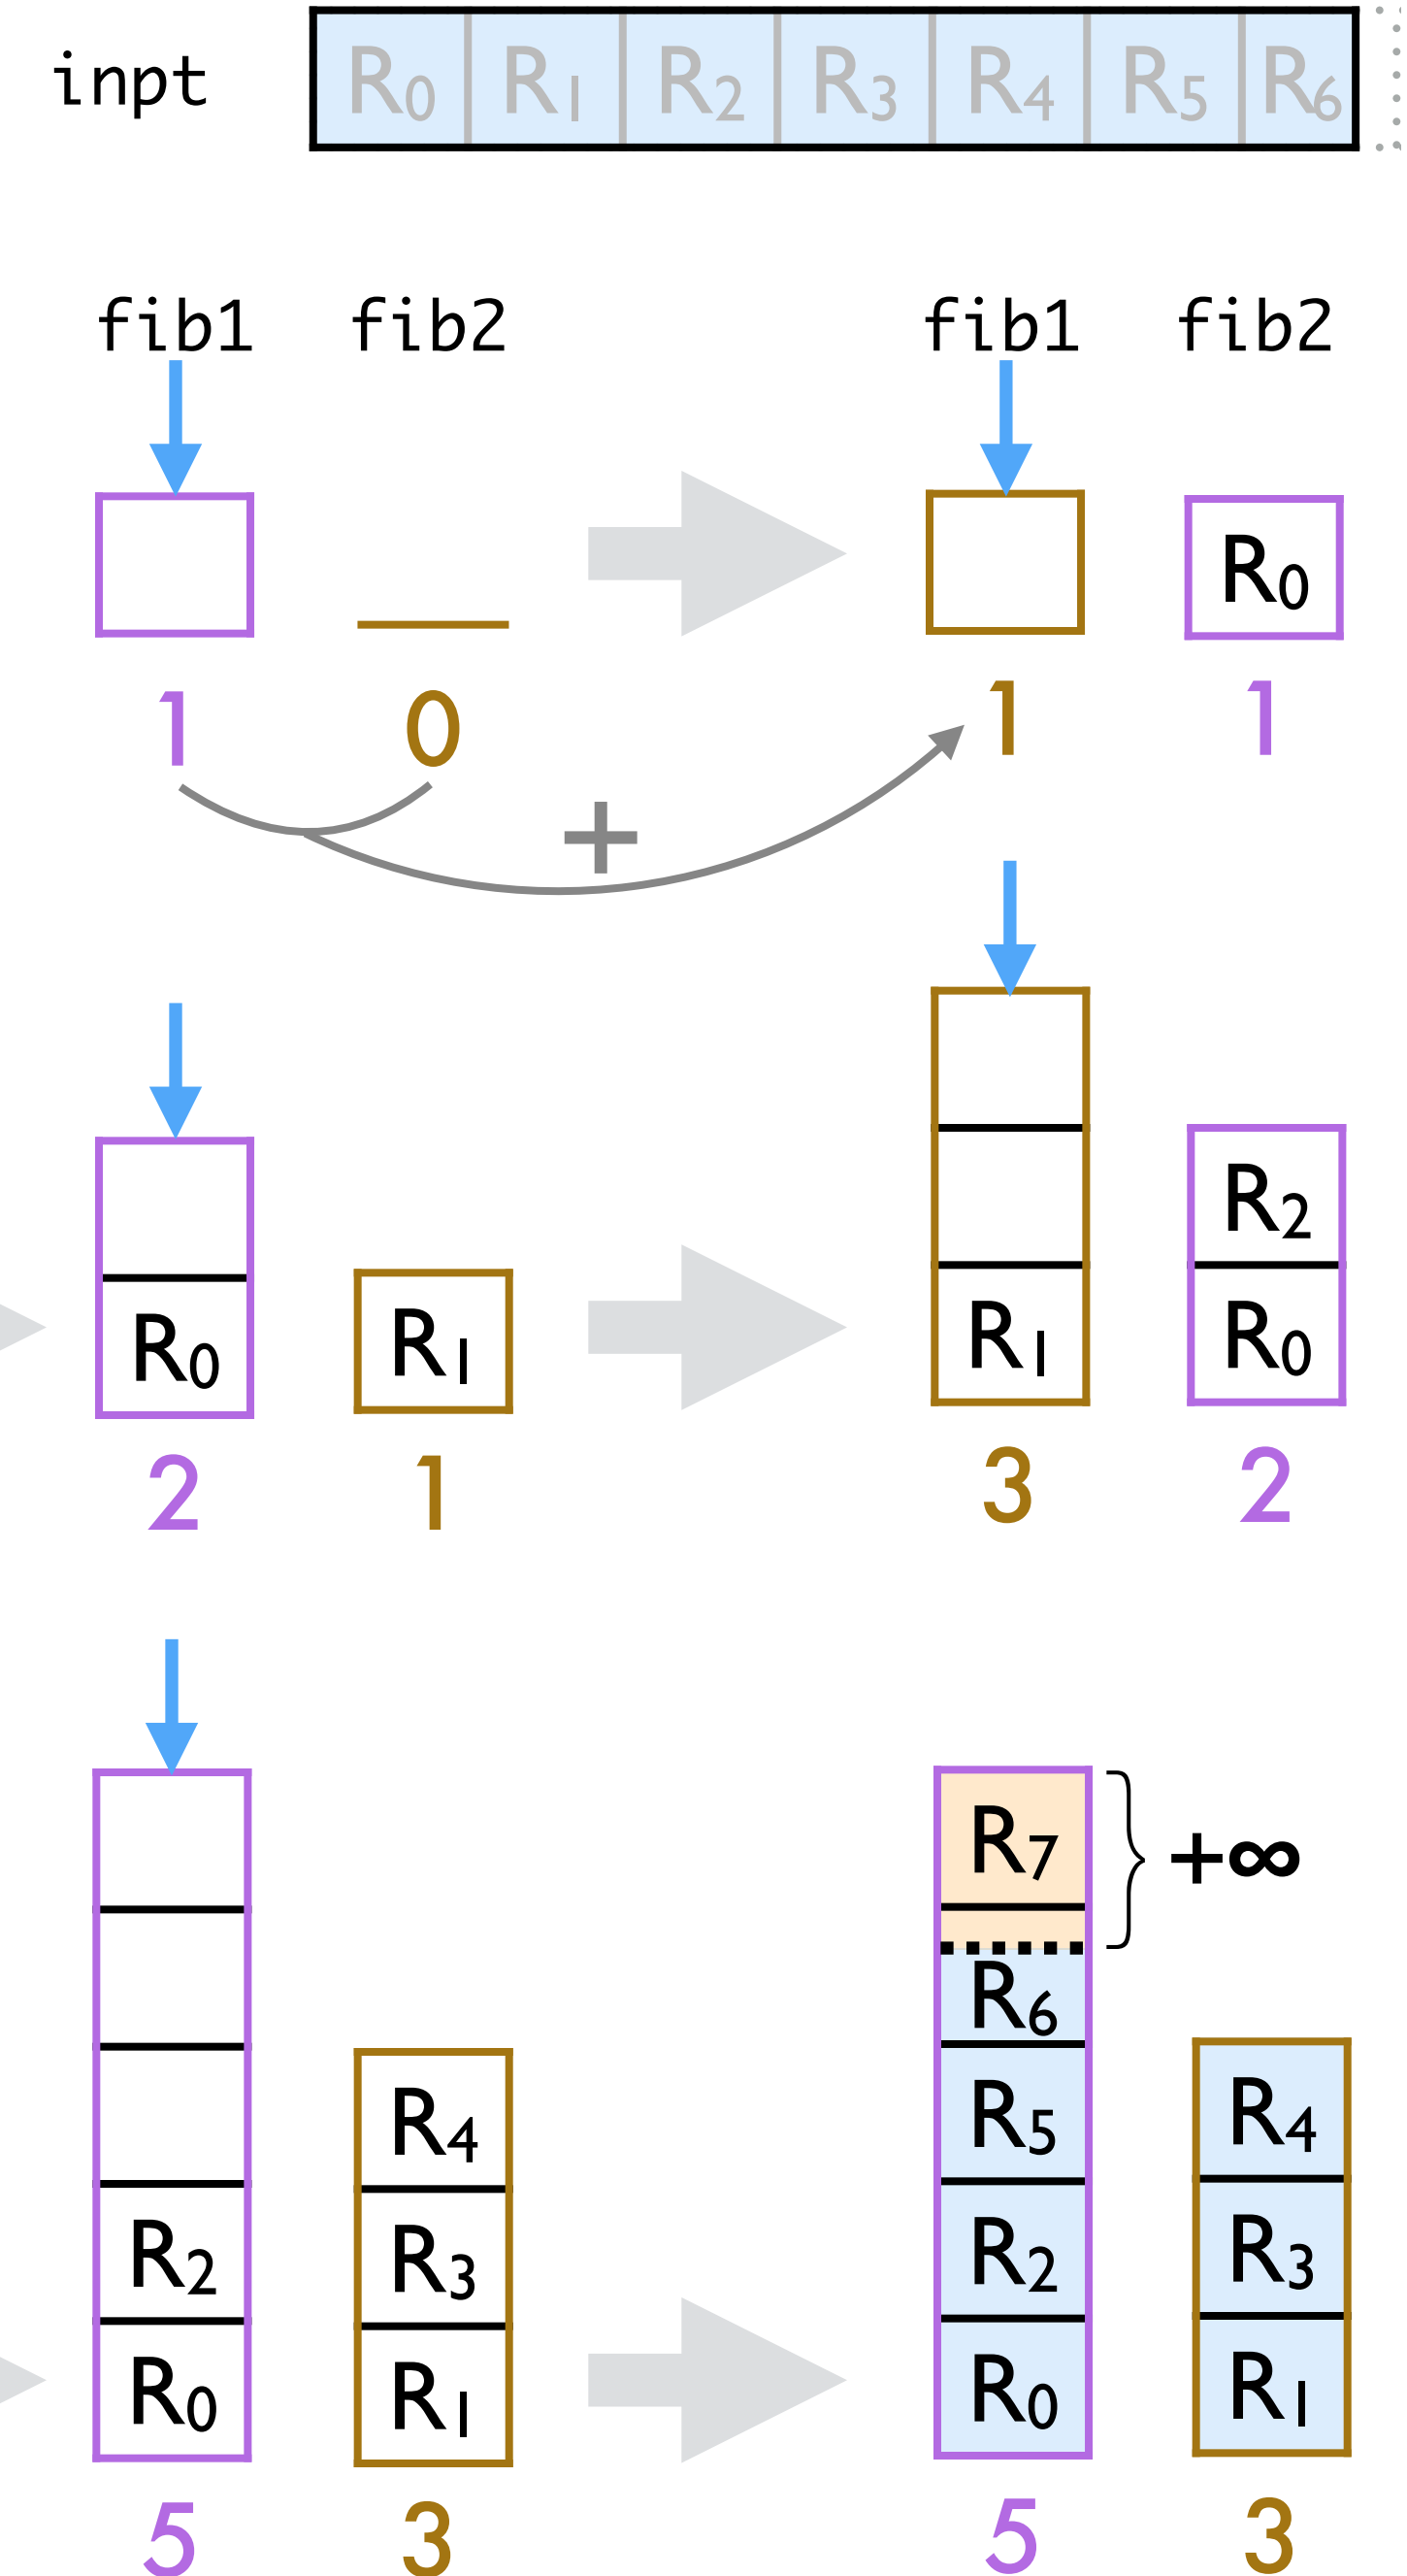 inpt R0 R1 R2 R3 R4 R5 R6
fib1 fib2 fib1 fib2
R0
1 0 1 1
+
R2
R0 R1 R1 R0
2 1 3 2
R7
+∞
R6
R4 R5 R4
R2 R3 R2 R3
R0 R1 R0 R1
5 3 5 3